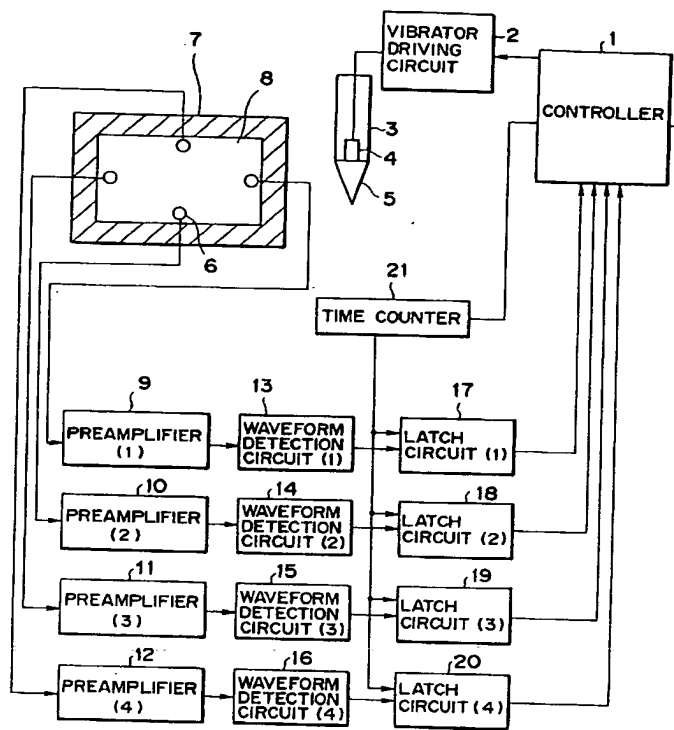 VIBRATOR
DRIVING
CIRCUIT
2
1
CONTROLLER
7
8
3
4
5
6
21
TIME COUNTER
9
PREAMPLIFIER
(1)
13
WAVEFORM
DETECTION
CIRCUIT (1)
17
LATCH
CIRCUIT (1)
10
PREAMPLIFIER
(2)
14
WAVEFORM
DETECTION
CIRCUIT (2)
18
LATCH
CIRCUIT (2)
11
PREAMPLIFIER
(3)
15
WAVEFORM
DETECTION
CIRCUIT (3)
19
LATCH
CIRCUIT (3)
12
PREAMPLIFIER
(4)
16
WAVEFORM
DETECTION
CIRCUIT (4)
20
LATCH
CIRCUIT (4)